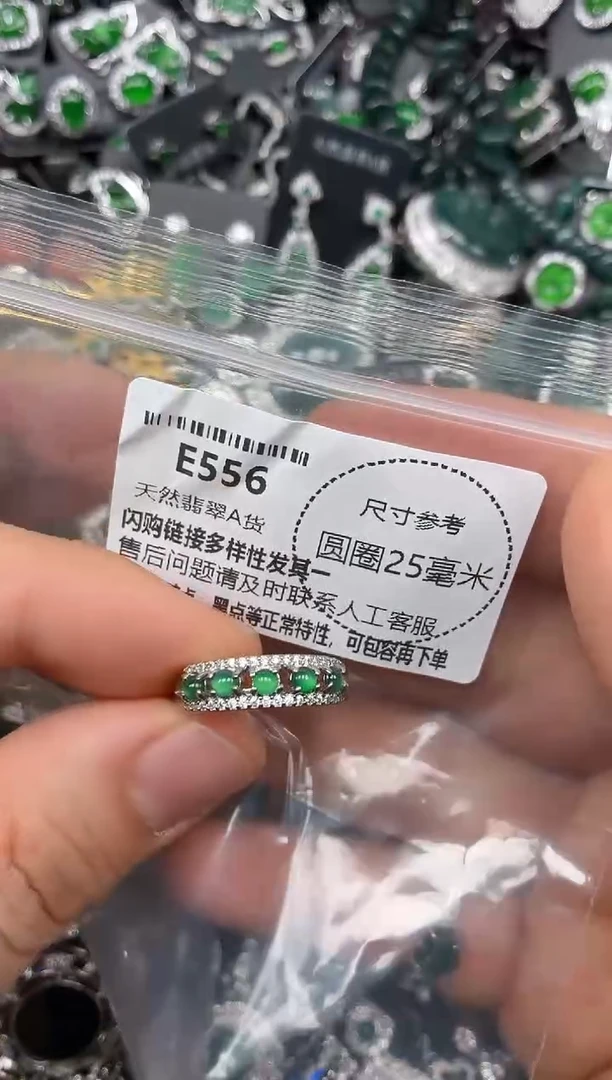 E556
天然翡翠A货
闪购链接多样性发其一
售后问题请及时联系人工客服
黑点等正常特性，可包容再下单
尺寸参考
圆圈25毫米